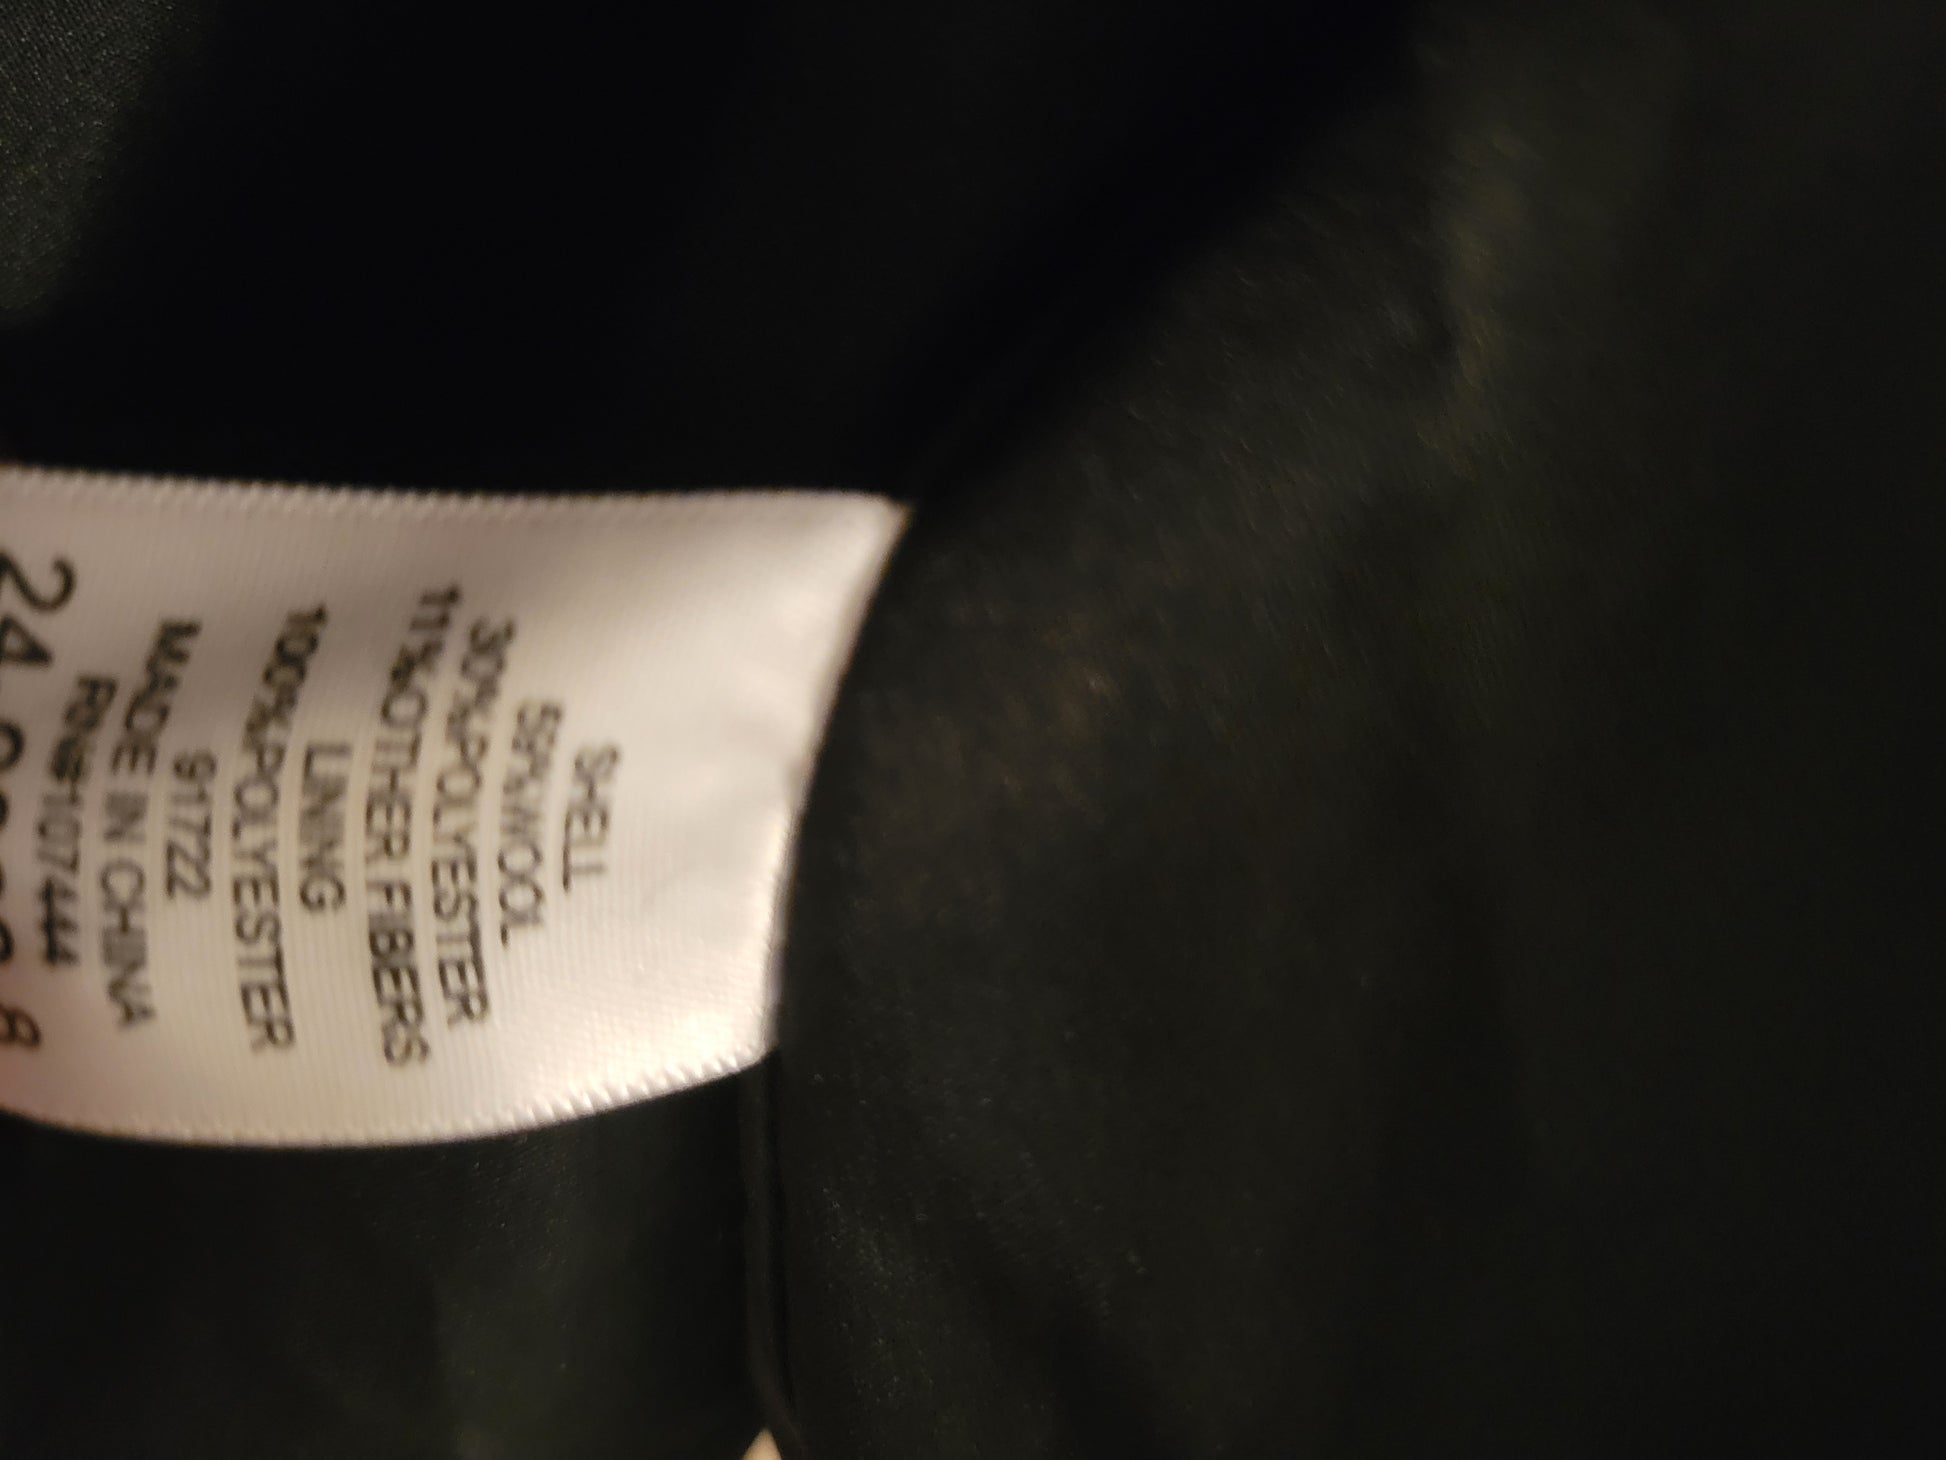 SHELL
59%WOOL
30%POLYESTER
11%OTHER FIBERS
LINING
100%POLYESTER
91722
MADE IN CHINA
RN#107444